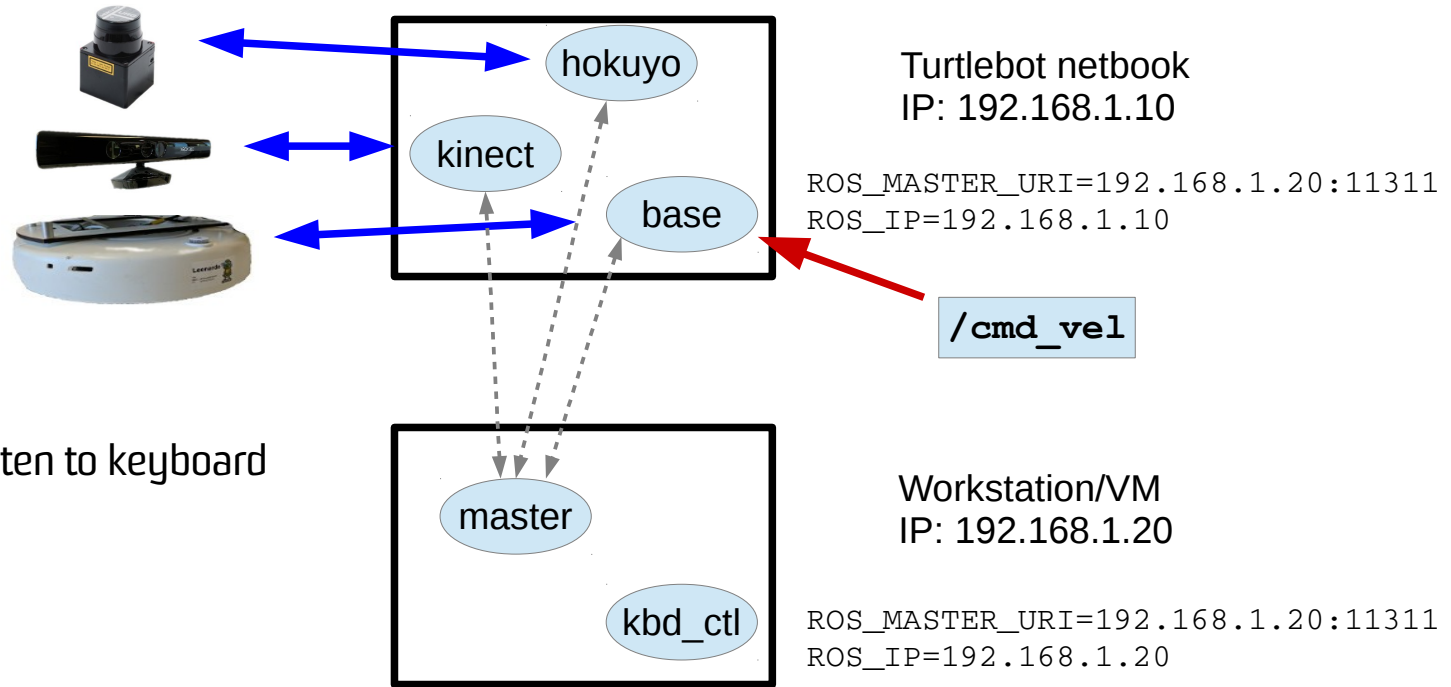 hokuyo
kinect
base
Turtlebot netbook
IP: 192.168.1.10
ROS_MASTER_URI=192.168.1.20:11311
ROS_IP=192.168.1.10
/cmd_vel
ten to keyboard
master
kbd_ctl
Workstation/VM
IP: 192.168.1.20
ROS_MASTER_URI=192.168.1.20:11311
ROS_IP=192.168.1.20